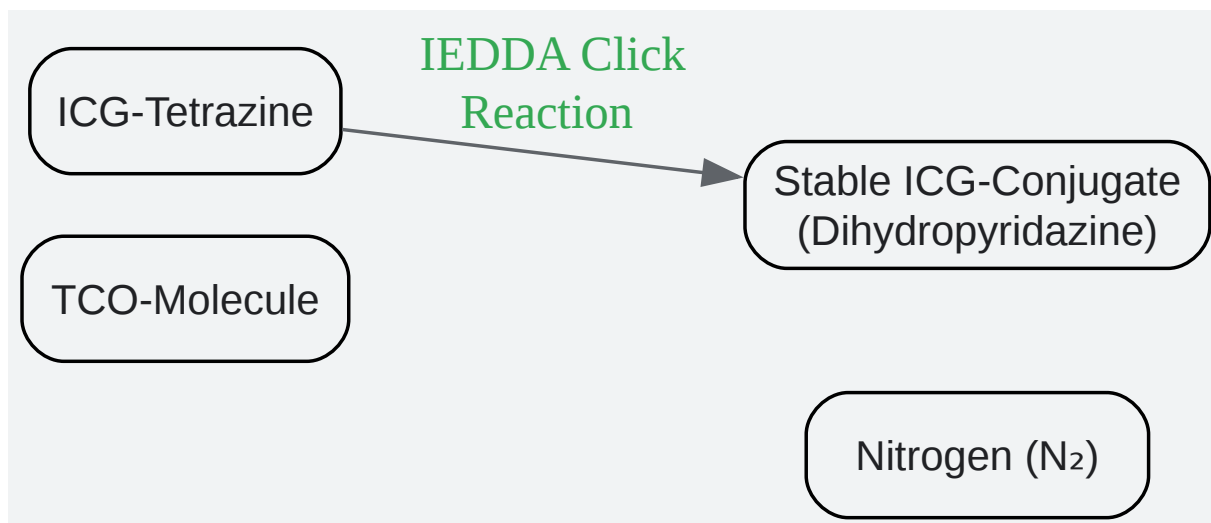 IEDDA Click
Reaction
ICG-Tetrazine
Stable ICG-Conjugate
(Dihydropyridazine)
TCO-Molecule
Nitrogen (N₂)